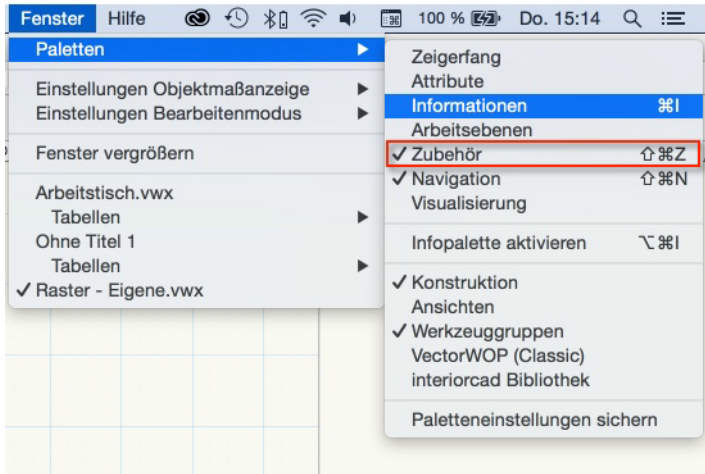 Fenster Hilfe 100 % Do. 15:14
Paletten
Einstellungen Objektmaßanzeige
Einstellungen Bearbeitenmodus
Fenster vergrößern
Arbeitstisch.vwx
Tabellen
Ohne Titel 1
Tabellen
✓ Raster - Eigene.vwx
Zeigerfang
Attribute
Informationen ⌘I
Arbeitsebenen
✓ Zubehör ⇧⌘Z
✓ Navigation ⇧⌘N
Visualisierung
Infopalette aktivieren ⌥⌘I
✓ Konstruktion
Ansichten
✓ Werkzeuggruppen
VectorWOP (Classic)
interiorcad Bibliothek
Paletteneinstellungen sichern